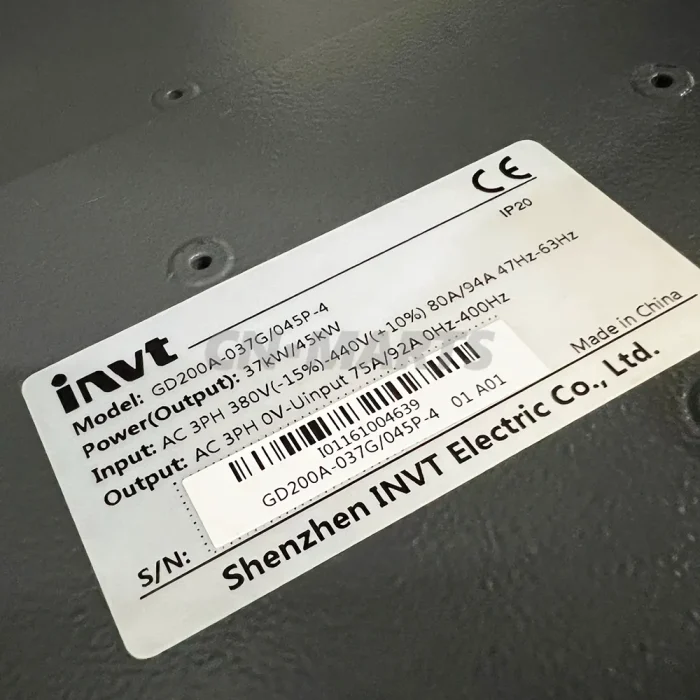 CE
IP20
invt
Model: GD200A-037G/045P-4
Power(Output): 37kW/45kW
Input: AC 3PH 380V(-15%)-440V(+10%) 80A/94A 47Hz-63Hz
Output: AC 3PH 0V-Uinput 75A/92A 0Hz-400Hz
CN-MARTS
I01161004639
GD200A-037G/045P-4 01 A01
S/N:
Made in China
Shenzhen INVT Electric Co., Ltd.